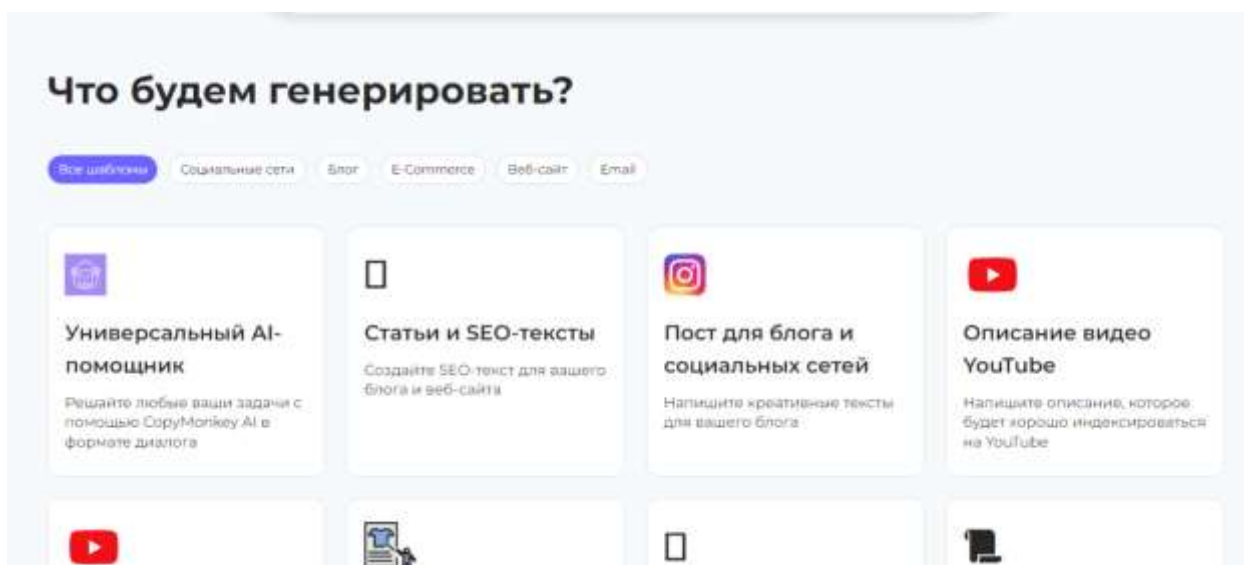 Что будем генерировать?
Все шаблоны Социальные сети Блог E-Commerce Веб-сайт Email
Универсальный AI-
помощник
Решайте любые ваши задачи с
помощью CopyMonkey AI в
формате диалога
Статьи и SEO-тексты
Создайте SEO-текст для вашего
блога и веб-сайта
Пост для блога и
социальных сетей
Напишите креативные тексты
для вашего блога
Описание видео
YouTube
Напишите описание, которое
будет хорошо индексироваться
на YouTube